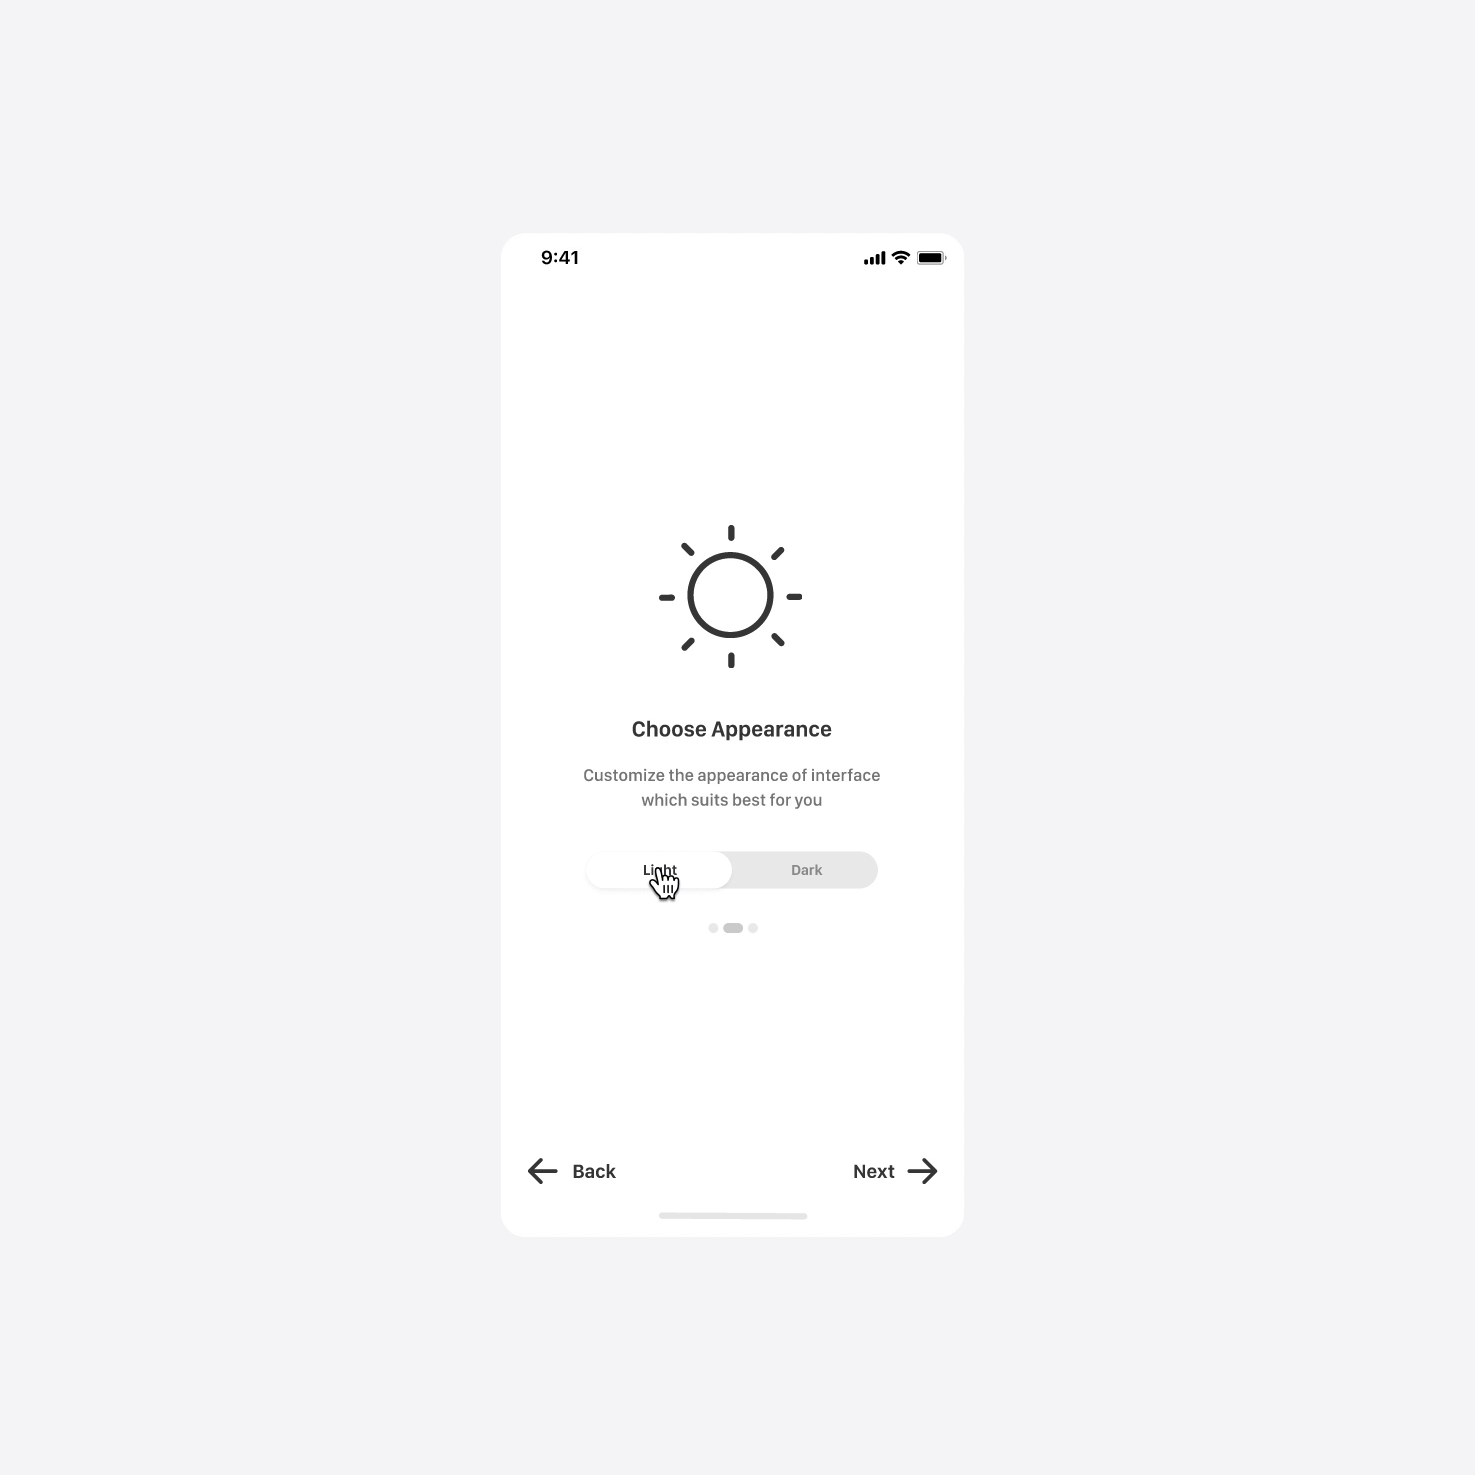 9:41
Choose Appearance
Customize the appearance of interface
which suits best for you
Light
Dark
Back
Next